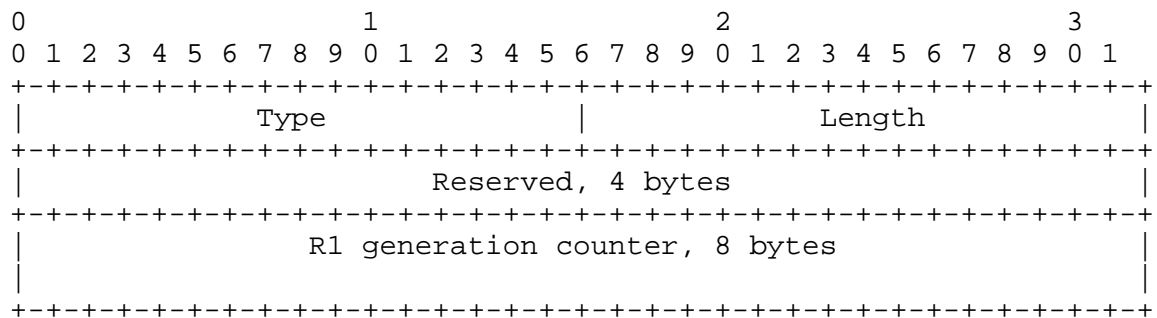 0                   1                   2                   3
0 1 2 3 4 5 6 7 8 9 0 1 2 3 4 5 6 7 8 9 0 1 2 3 4 5 6 7 8 9 0 1
+-+-+-+-+-+-+-+-+-+-+-+-+-+-+-+-+-+-+-+-+-+-+-+-+-+-+-+-+-+-+-+-+
|             Type              |             Length            |
+-+-+-+-+-+-+-+-+-+-+-+-+-+-+-+-+-+-+-+-+-+-+-+-+-+-+-+-+-+-+-+-+
|                       Reserved, 4 bytes                       |
+-+-+-+-+-+-+-+-+-+-+-+-+-+-+-+-+-+-+-+-+-+-+-+-+-+-+-+-+-+-+-+-+
|                R1 generation counter, 8 bytes                 |
|                                                               |
+-+-+-+-+-+-+-+-+-+-+-+-+-+-+-+-+-+-+-+-+-+-+-+-+-+-+-+-+-+-+-+-+